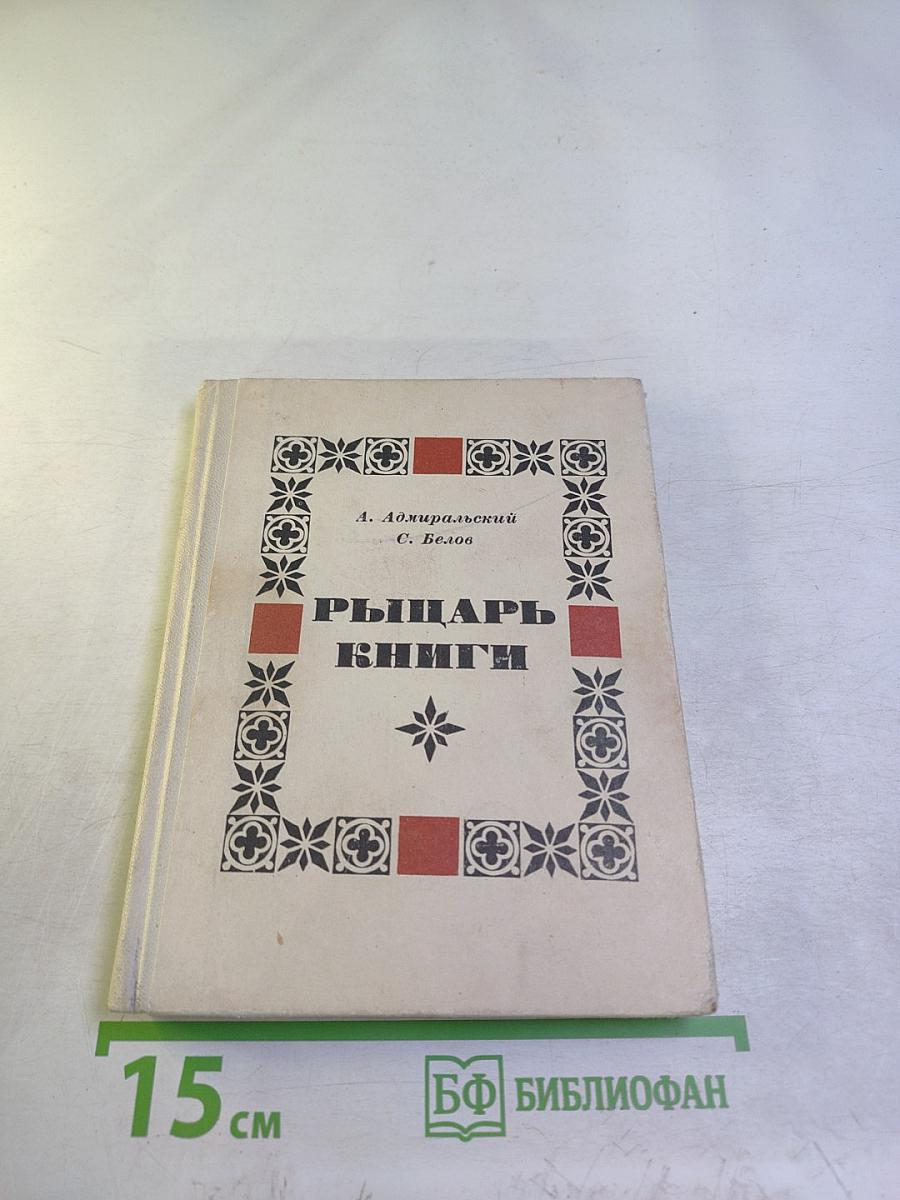 А. Адмиральский
С. Белов
РЫЦАРЬ
КНИГИ
15 СМ
БФ БИБЛИОФАН